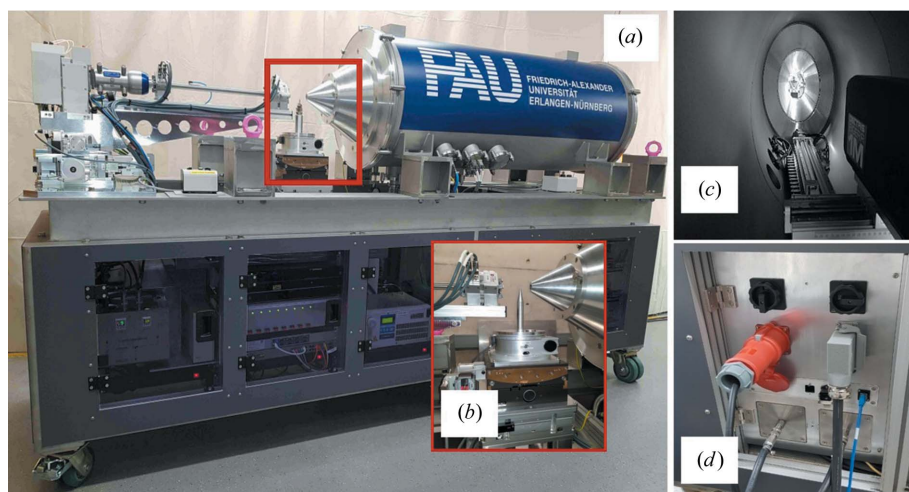 (a)
FAU
FRIEDRICH-ALEXANDER
UNIVERSITÄT
ERLANGEN-NÜRNBERG
(b)
(c)
(d)